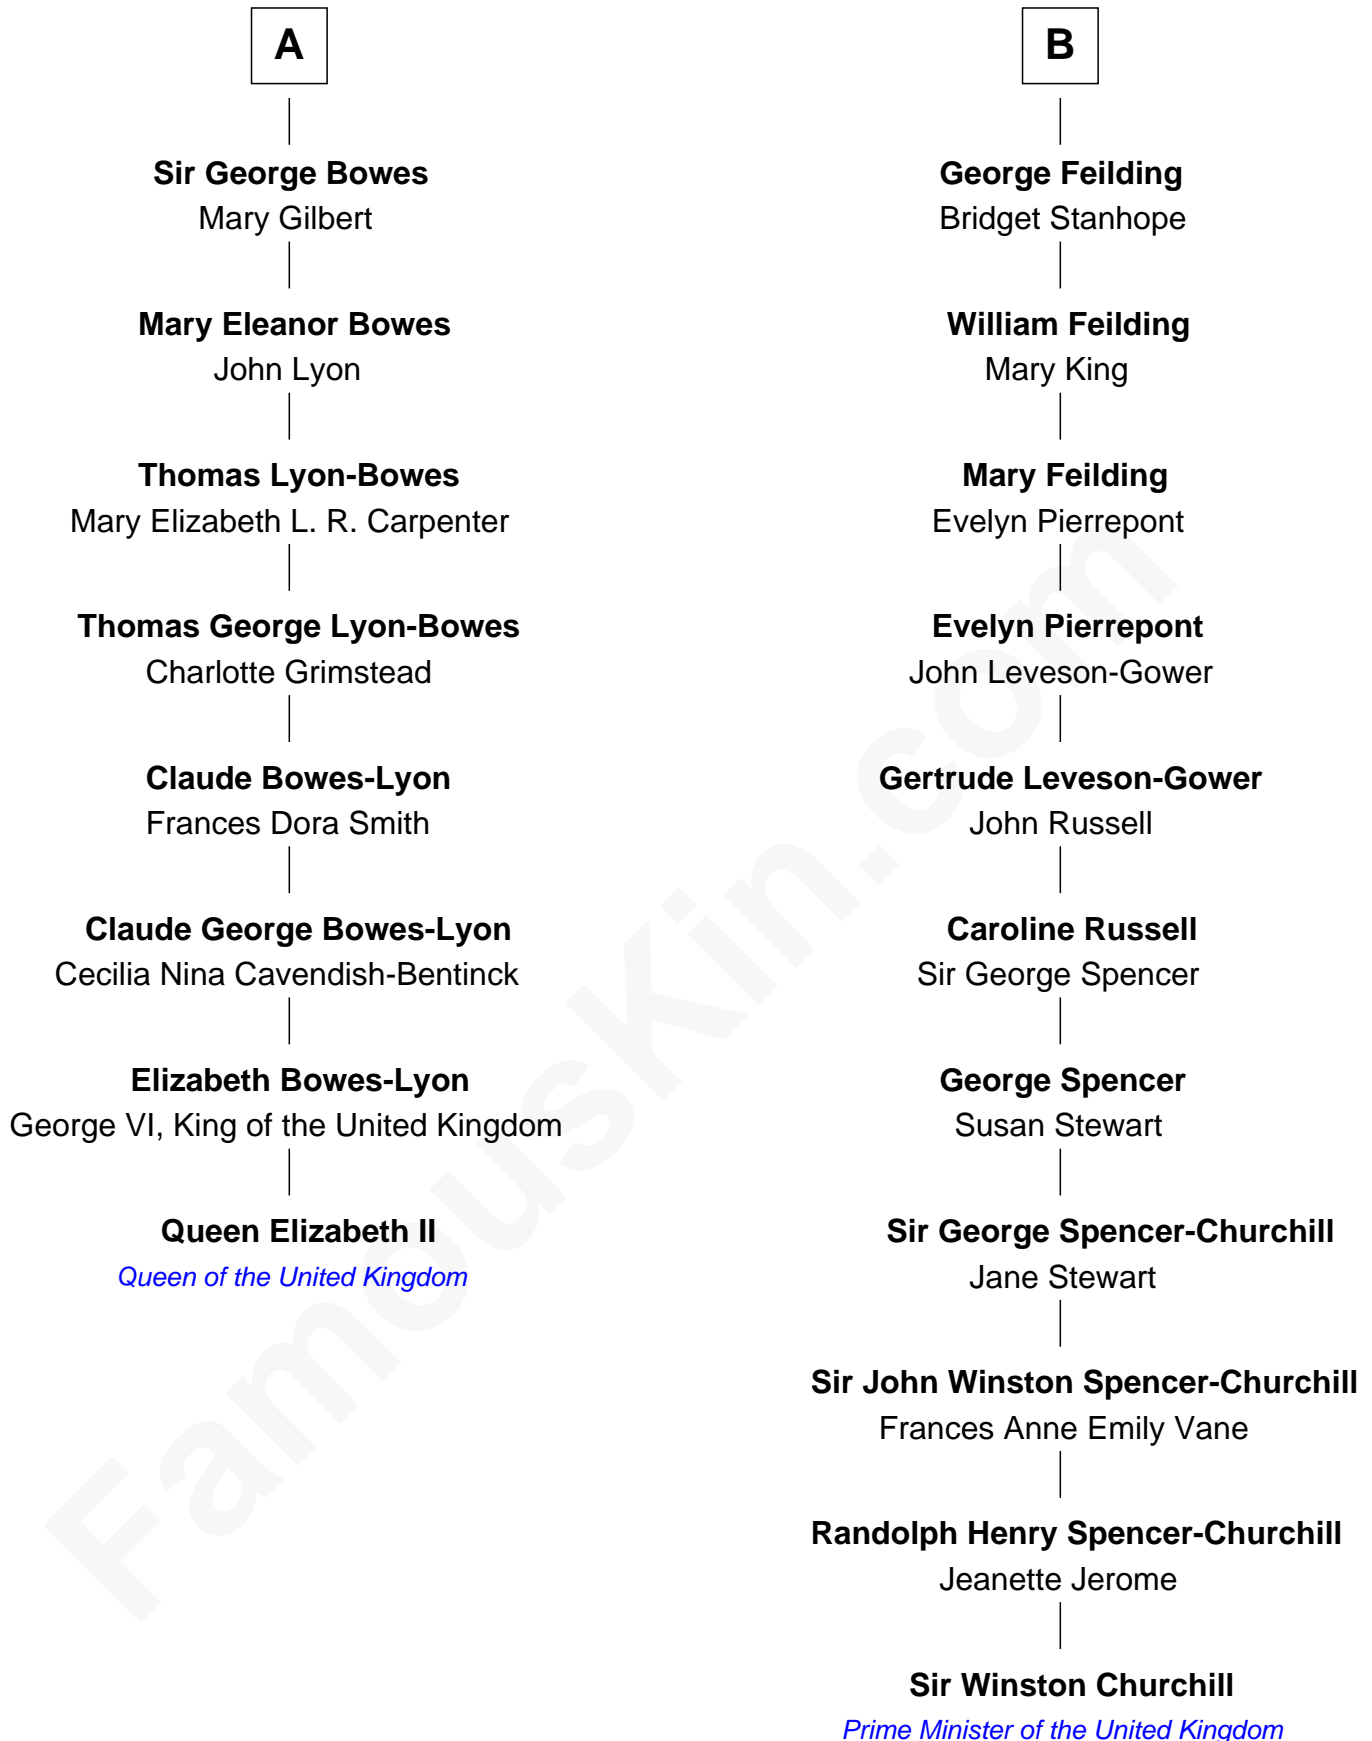 A
Sir George Bowes
Mary Gilbert
Mary Eleanor Bowes
John Lyon
Thomas Lyon-Bowes
Mary Elizabeth L. R. Carpenter
Thomas George Lyon-Bowes
Charlotte Grimstead
Claude Bowes-Lyon
Frances Dora Smith
Claude George Bowes-Lyon
Cecilia Nina Cavendish-Bentinck
Elizabeth Bowes-Lyon
George VI, King of the United Kingdom
Queen Elizabeth II
Queen of the United Kingdom
B
George Feilding
Bridget Stanhope
William Feilding
Mary King
Mary Feilding
Evelyn Pierrepont
Evelyn Pierrepont
John Leveson-Gower
Gertrude Leveson-Gower
John Russell
Caroline Russell
Sir George Spencer
George Spencer
Susan Stewart
Sir George Spencer-Churchill
Jane Stewart
Sir John Winston Spencer-Churchill
Frances Anne Emily Vane
Randolph Henry Spencer-Churchill
Jeanette Jerome
Sir Winston Churchill
Prime Minister of the United Kingdom
FamousKin.com